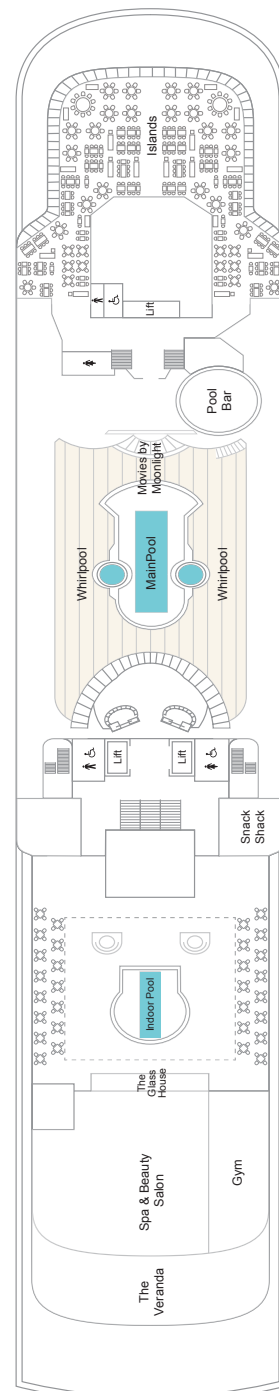 Islands
Lift
Pool
Bar
Movies by
Moonlight
Whirlpool
MainPool
Whirlpool
Lift
Lift
Snack
Shack
Indoor Pool
The
Glass
House
Spa & Beauty
Salon
Gym
The
Veranda